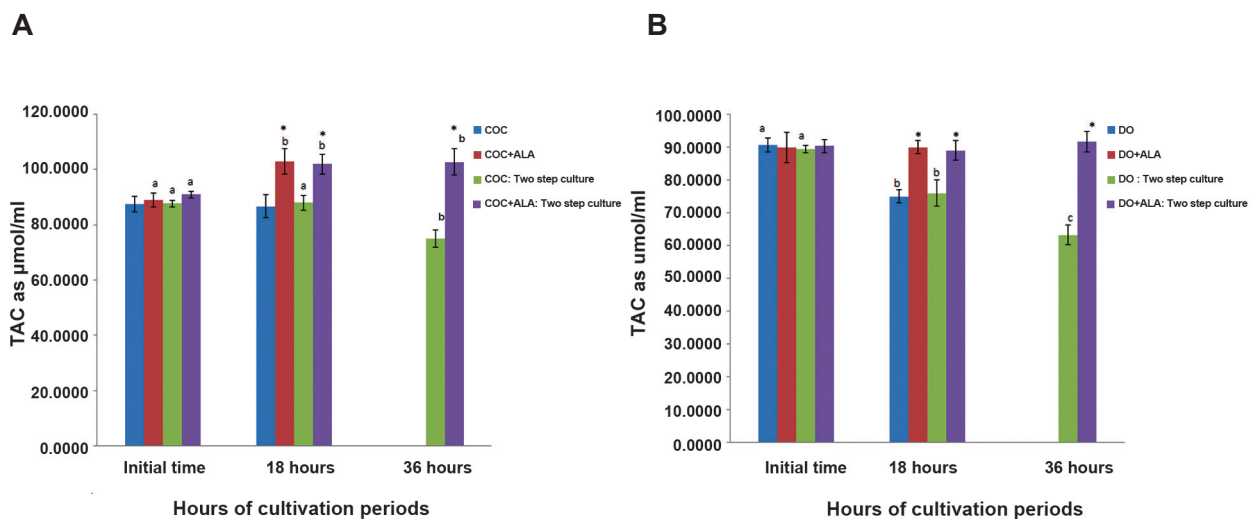 A
120.0000
100.0000
80.0000
60.0000
40.0000
20.0000
0.0000
TAC as µmol/ml
a a a
* *
b b
a
*
b
b
COC
COC+ALA
COC: Two step culture
COC+ALA: Two step culture
Initial time 18 hours 36 hours
Hours of cultivation periods
B
100.0000
90.0000
80.0000
70.0000
60.0000
50.0000
40.0000
30.0000
20.0000
10.0000
0.0000
TAC as umol/ml
a a
* *
b b
*
c
DO
DO+ALA
DO : Two step culture
DO+ALA: Two step culture
Initial time 18 hours 36 hours
Hours of cultivation periods